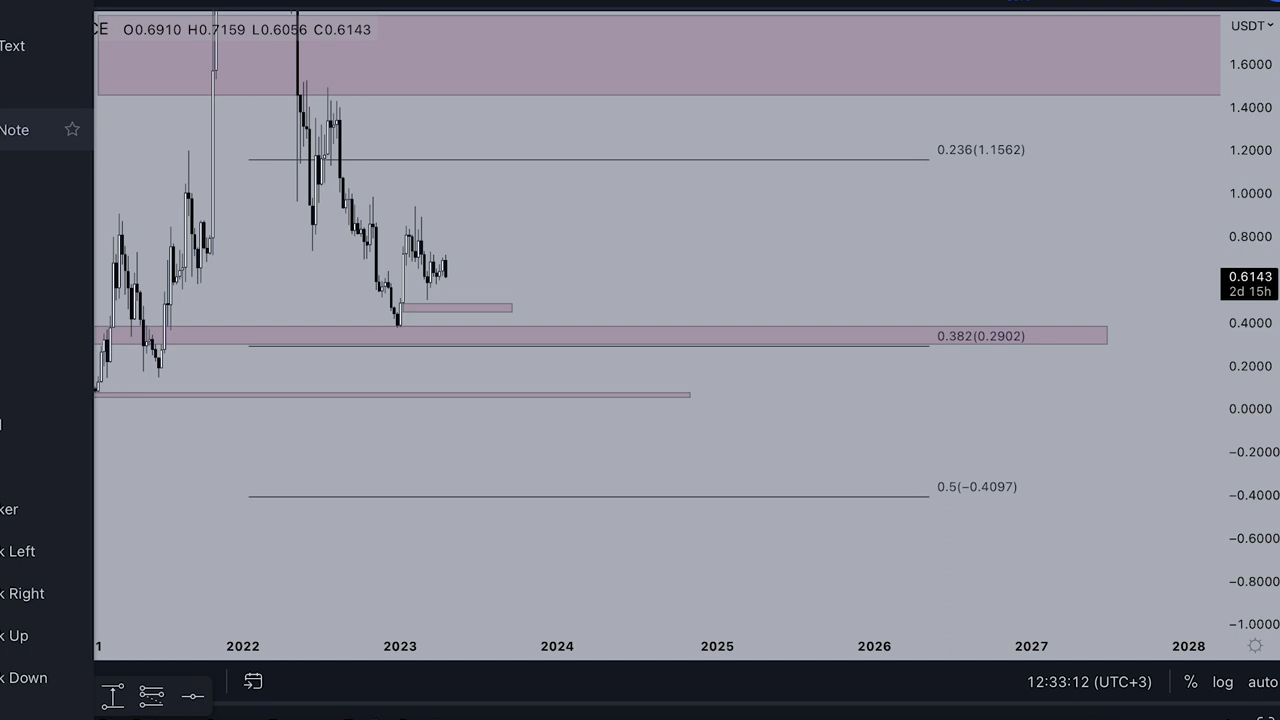 CE O0.6910 H0.7159 L0.6056 C0.6143
USDT
Text
Note
ker
k Left
k Right
k Up
k Down
1.6000
1.4000
1.2000
1.0000
0.8000
0.6143
2d 15h
0.4000
0.2000
0.0000
−0.2000
−0.4000
−0.6000
−0.8000
−1.0000
0.236(1.1562)
0.382(0.2902)
0.5(−0.4097)
1 2022 2023 2024 2025 2026 2027 2028
12:33:12 (UTC+3) % log auto